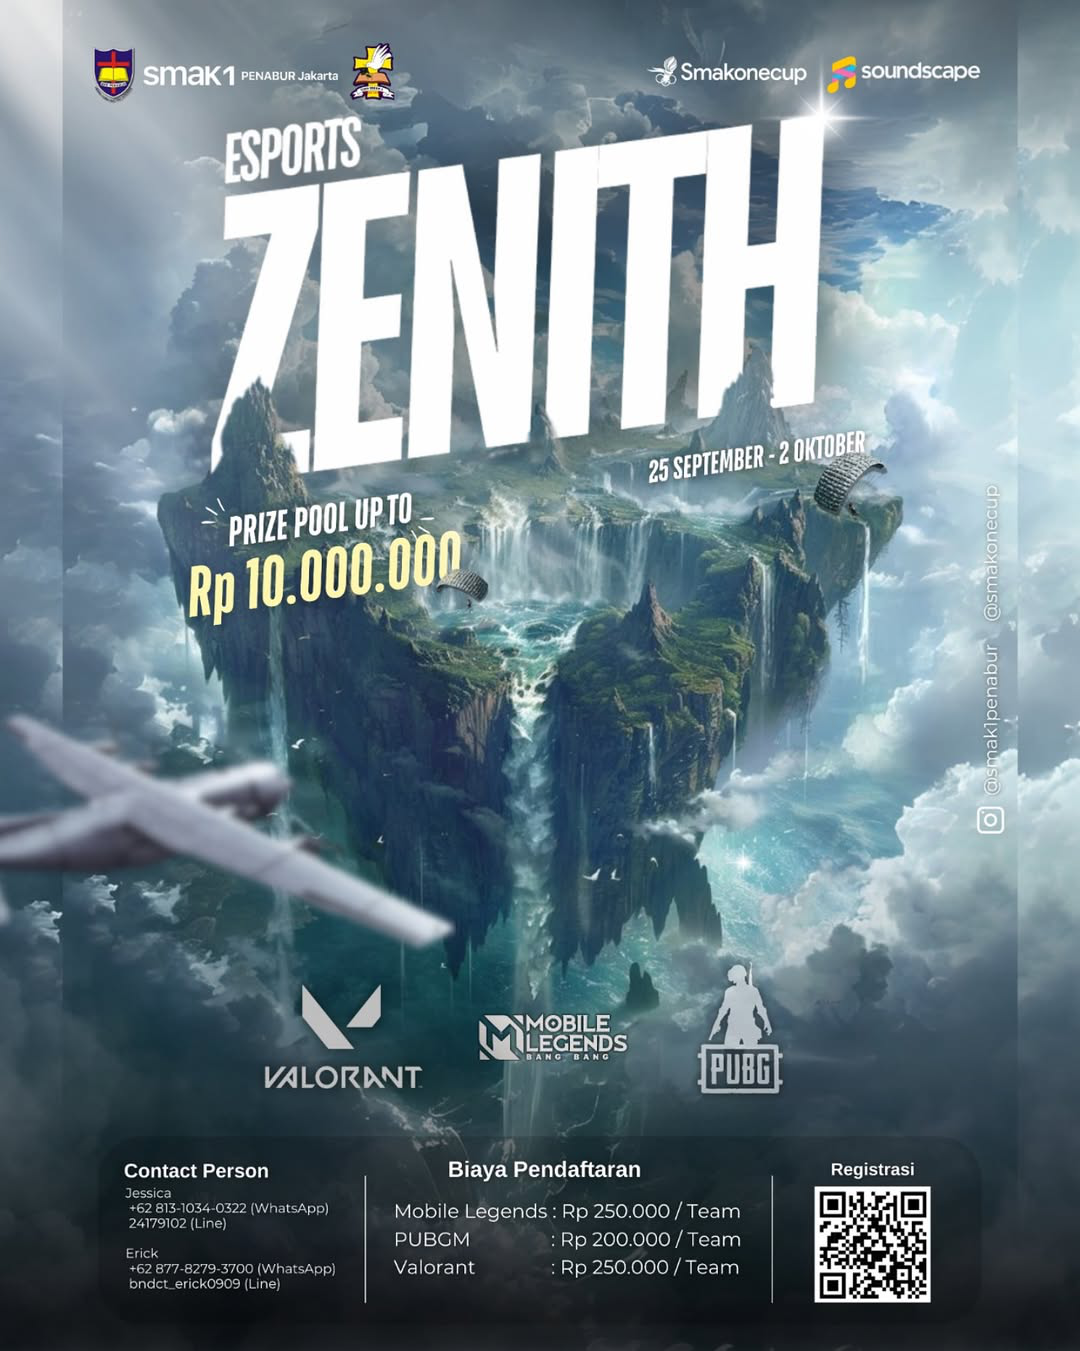 smak1 PENABUR Jakarta
Smakonecup
soundscape
ESPORTS
ZENITH
25 SEPTEMBER - 2 OKTOBER
PRIZE POOL UP TO
Rp 10.000.000
@smak1penabur @smakonecup
VALORANT
MOBILE
LEGENDS
BANG BANG
PUBG
Contact Person
Jessica
+62 813-1034-0322 (WhatsApp)
24179102 (Line)
Erick
+62 877-8279-3700 (WhatsApp)
bndct_erick0909 (Line)
Biaya Pendaftaran
Mobile Legends : Rp 250.000 / Team
PUBGM : Rp 200.000 / Team
Valorant : Rp 250.000 / Team
Registrasi